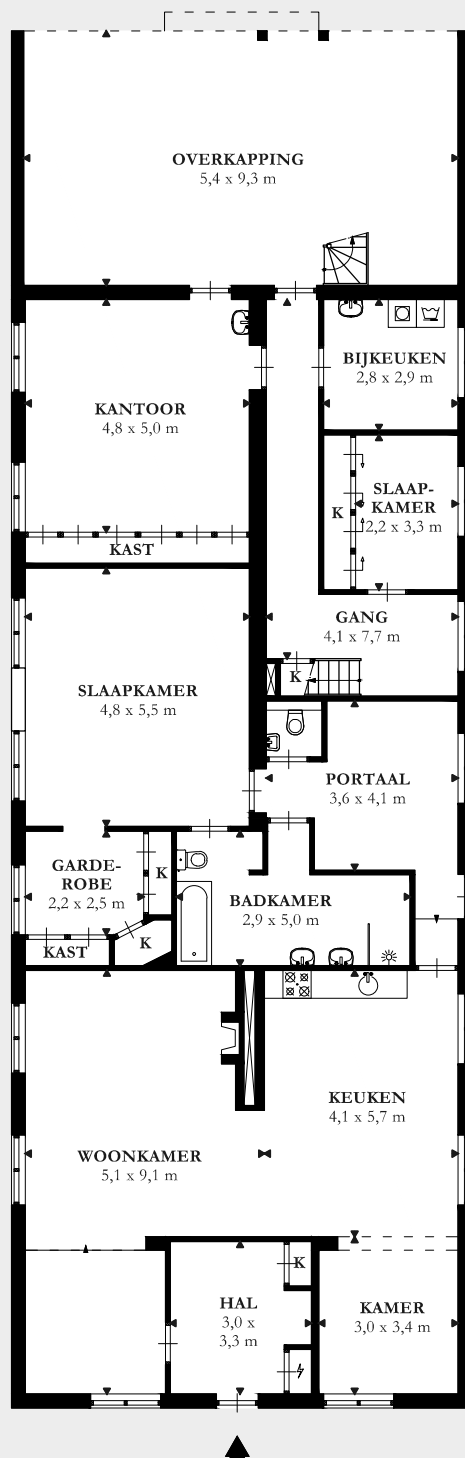 OVERKAPPING
5,4 x 9,3 m
BIJKEUKEN
2,8 x 2,9 m
KANTOOR
4,8 x 5,0 m
SLAAP-
KAMER
2,2 x 3,3 m
K
KAST
GANG
4,1 x 7,7 m
K
SLAAPKAMER
4,8 x 5,5 m
PORTAAL
3,6 x 4,1 m
GARDE-
ROBE
2,2 x 2,5 m
K
BADKAMER
2,9 x 5,0 m
KAST
K
KEUKEN
4,1 x 5,7 m
WOONKAMER
5,1 x 9,1 m
K
HAL
3,0 x
3,3 m
KAMER
3,0 x 3,4 m